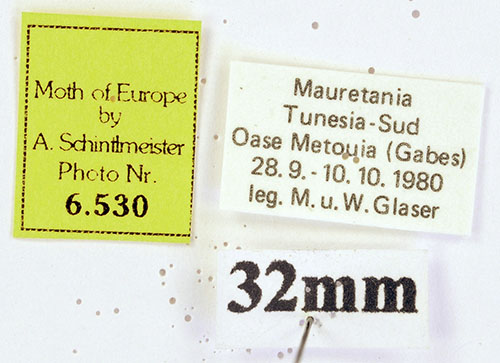 Moth of Europe
by
A. Schintlmeister
Photo Nr.
6.530
Mauretania
Tunesia-Sud
Oase Metouia (Gabes)
28.9.-10.10.1980
leg. M.u.W.Glaser
32mm